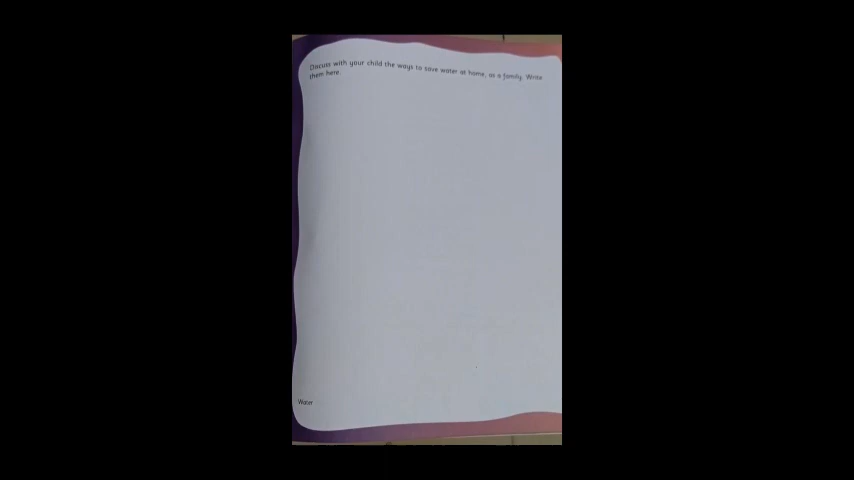 Discuss with your child the ways to save water at home, as a family. Write
them here.
Water